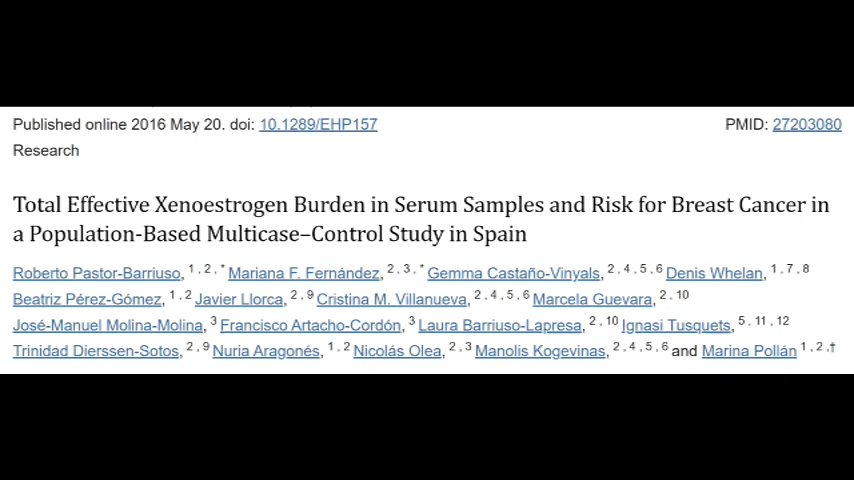 Published online 2016 May 20. doi: 10.1289/EHP157 PMID: 27203080
Research
Total Effective Xenoestrogen Burden in Serum Samples and Risk for Breast Cancer in
a Population-Based Multicase–Control Study in Spain
Roberto Pastor-Barriuso, 1 , 2 , * Mariana F. Fernández, 2 , 3 , * Gemma Castaño-Vinyals, 2 , 4 , 5 , 6 Denis Whelan, 1 , 7 , 8
Beatriz Pérez-Gómez, 1 , 2 Javier Llorca, 2 , 9 Cristina M. Villanueva, 2 , 4 , 5 , 6 Marcela Guevara, 2 , 10
José-Manuel Molina-Molina, 3 Francisco Artacho-Cordón, 3 Laura Barriuso-Lapresa, 2 , 10 Ignasi Tusquets, 5 , 11 , 12
Trinidad Dierssen-Sotos, 2 , 9 Nuria Aragonés, 1 , 2 Nicolás Olea, 2 , 3 Manolis Kogevinas, 2 , 4 , 5 , 6 and Marina Pollán 1 , 2 ,†